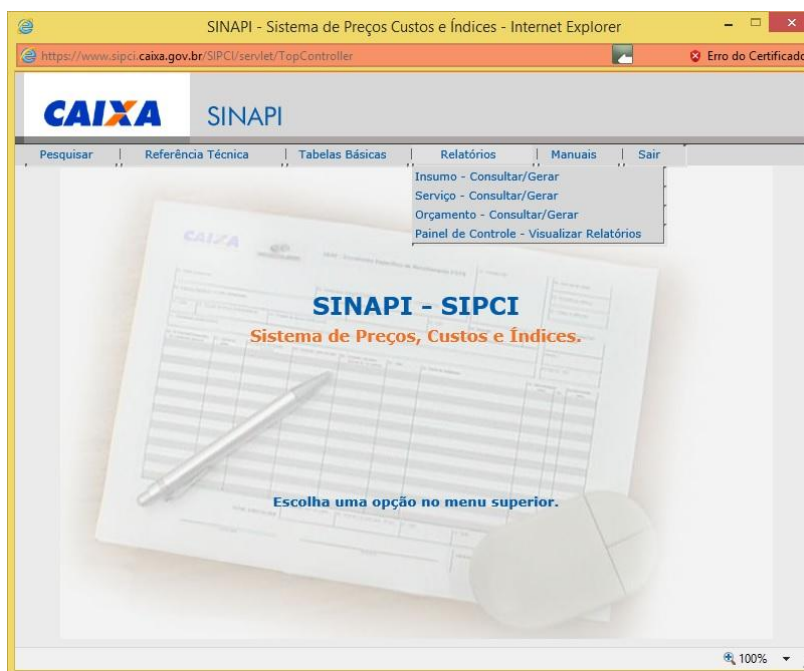 SINAPI - Sistema de Preços Custos e Índices - Internet Explorer
https://www.sipci.caixa.gov.br/SIPCI/servlet/TopController Erro do Certificado
CAIXA SINAPI
Pesquisar | Referência Técnica | Tabelas Básicas | Relatórios | Manuais | Sair
Insumo - Consultar/Gerar
Serviço - Consultar/Gerar
Orçamento - Consultar/Gerar
Painel de Controle - Visualizar Relatórios
CAIXA
SINAPI - SIPCI
Sistema de Preços, Custos e Índices.
Escolha uma opção no menu superior.
100%